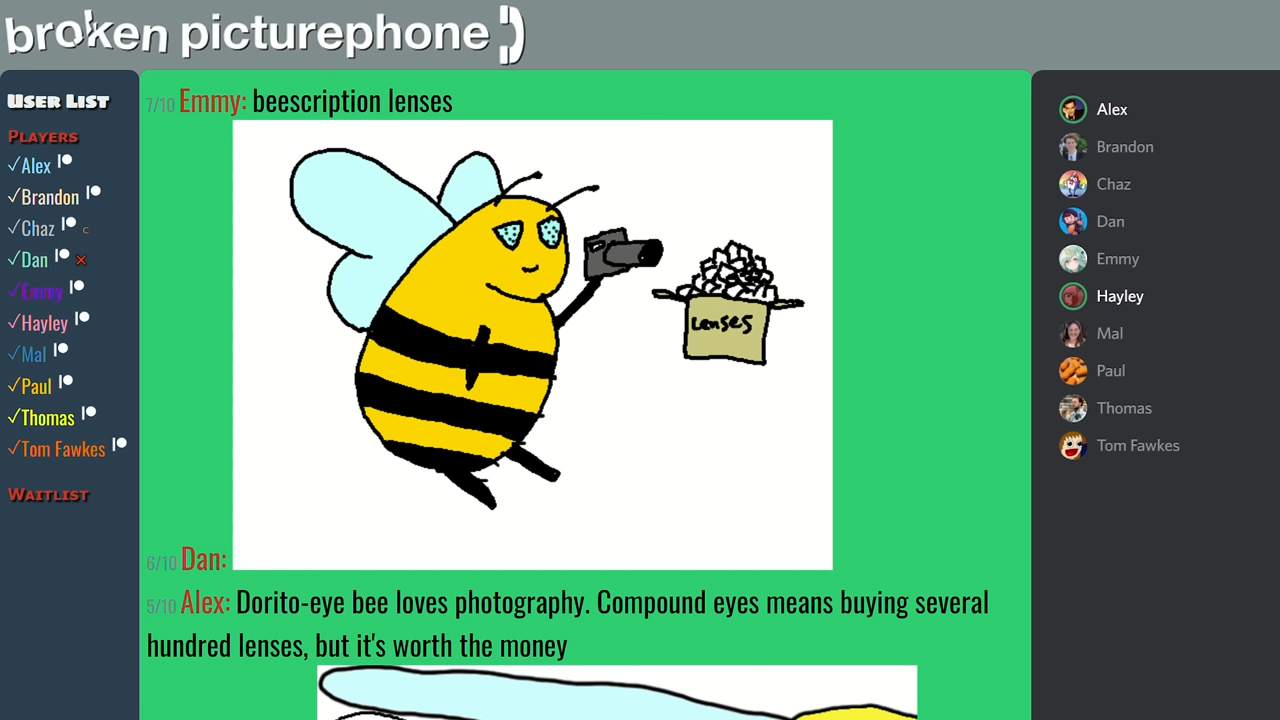 broken picturephone
User List
Players
✓Alex
✓Brandon
✓Chaz c
✓Dan ✕
✓Emmy
✓Hayley
✓Mal
✓Paul
✓Thomas
✓Tom Fawkes
Waitlist
7/10 Emmy: beescription lenses
Lenses
6/10 Dan:
5/10 Alex: Dorito-eye bee loves photography. Compound eyes means buying several
hundred lenses, but it's worth the money
Alex
Brandon
Chaz
Dan
Emmy
Hayley
Mal
Paul
Thomas
Tom Fawkes